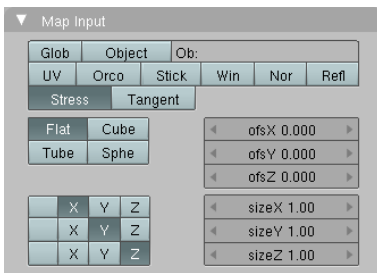 Map Input
Glob Object Ob:
UV Orco Stick Win Nor Refl
Stress Tangent
Flat Cube ofsX 0.000
Tube Sphe ofsY 0.000
ofsZ 0.000
X Y Z sizeX 1.00
X Y Z sizeY 1.00
X Y Z sizeZ 1.00